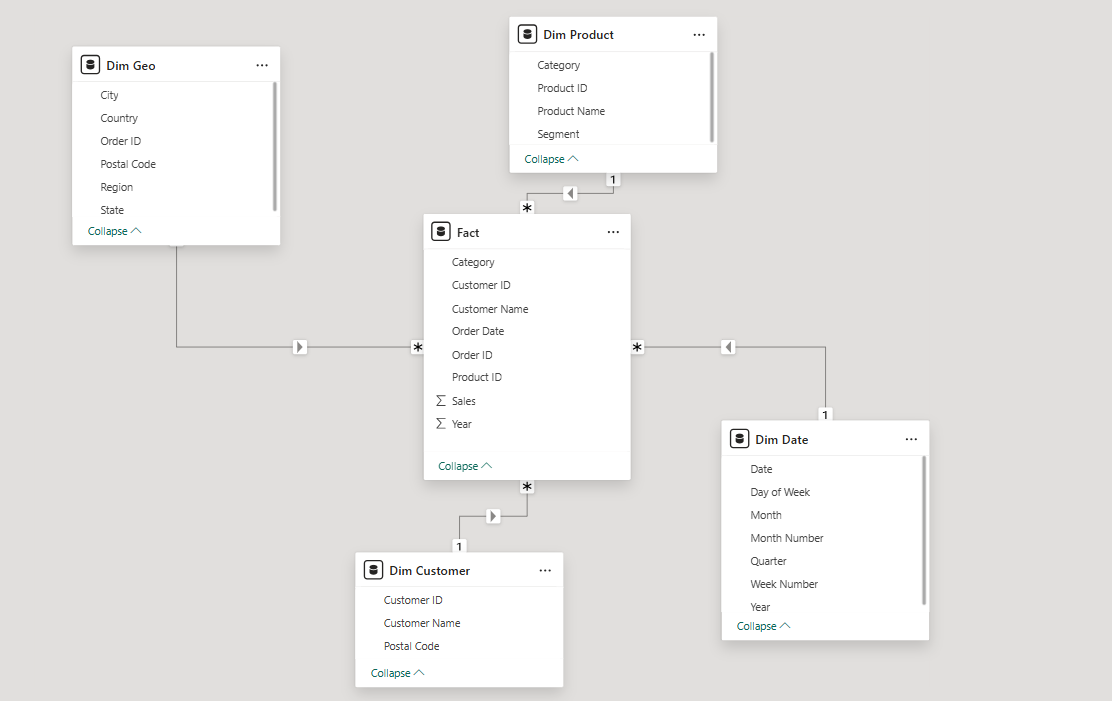 Dim Geo
City
Country
Order ID
Postal Code
Region
State
Collapse
Dim Product
Category
Product ID
Product Name
Segment
Collapse
1
*
Fact
Category
Customer ID
Customer Name
Order Date
Order ID
Product ID
Σ Sales
Σ Year
Collapse
*
*
*
1
1
Dim Customer
Customer ID
Customer Name
Postal Code
Collapse
Dim Date
Date
Day of Week
Month
Month Number
Quarter
Week Number
Year
Collapse